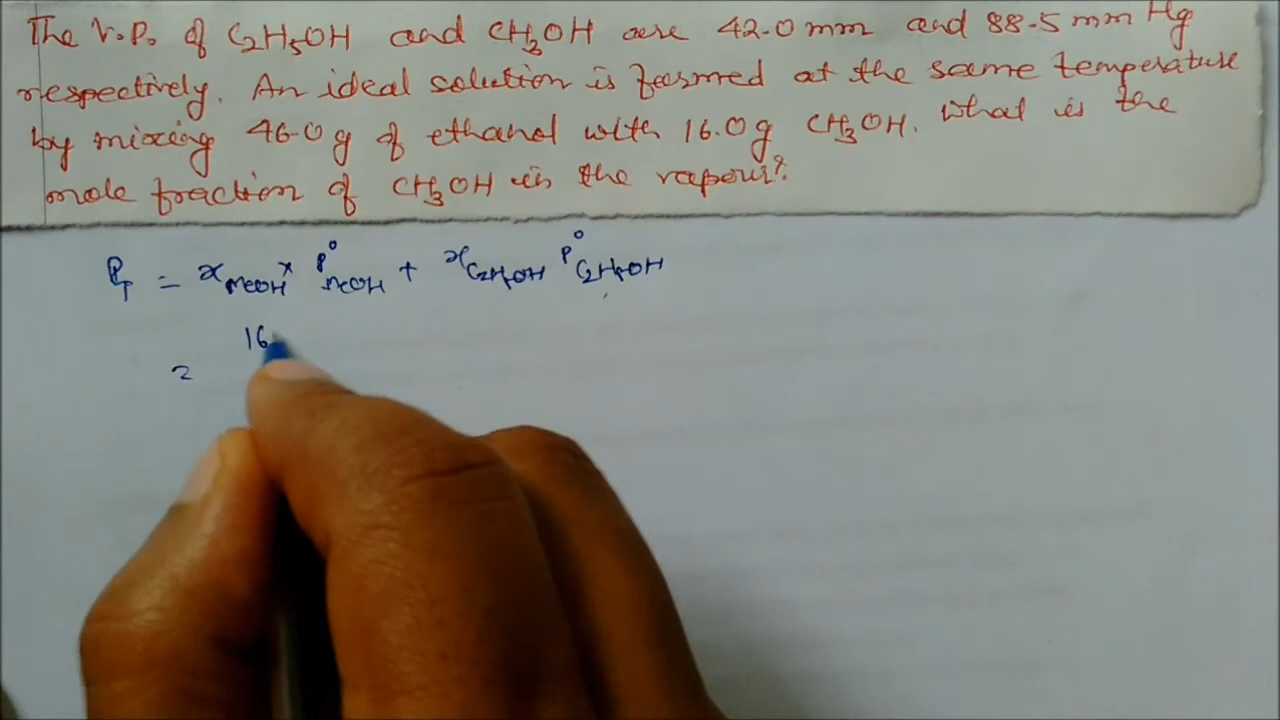 The V.P. of C2H5OH and CH3OH are 42.0 mm and 88.5 mm Hg
respectively. An ideal solution is formed at the same temperature
by mixing 46.0 g of ethanol with 16.0 g CH3OH. What is the
mole fraction of CH3OH in the vapour?
PT = xMeOH × P°MeOH + xC2H5OH P°C2H5OH
16
=